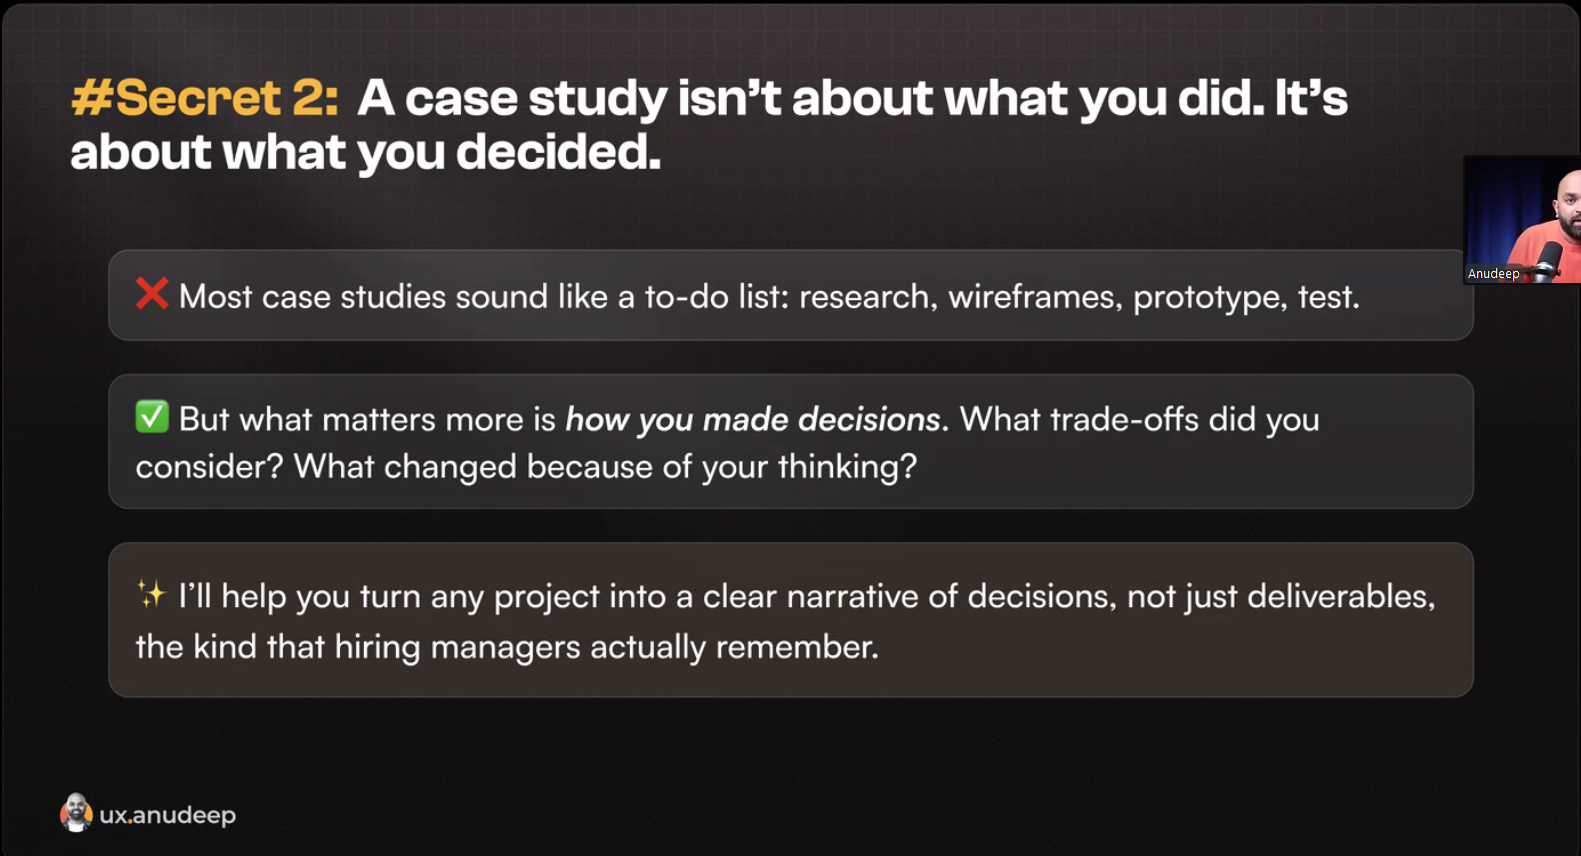 #Secret 2: A case study isn’t about what you did. It’s
about what you decided.
❌ Most case studies sound like a to-do list: research, wireframes, prototype, test.
Anudeep
✅ But what matters more is how you made decisions. What trade-offs did you
consider? What changed because of your thinking?
✨ I’ll help you turn any project into a clear narrative of decisions, not just deliverables,
the kind that hiring managers actually remember.
ux.anudeep